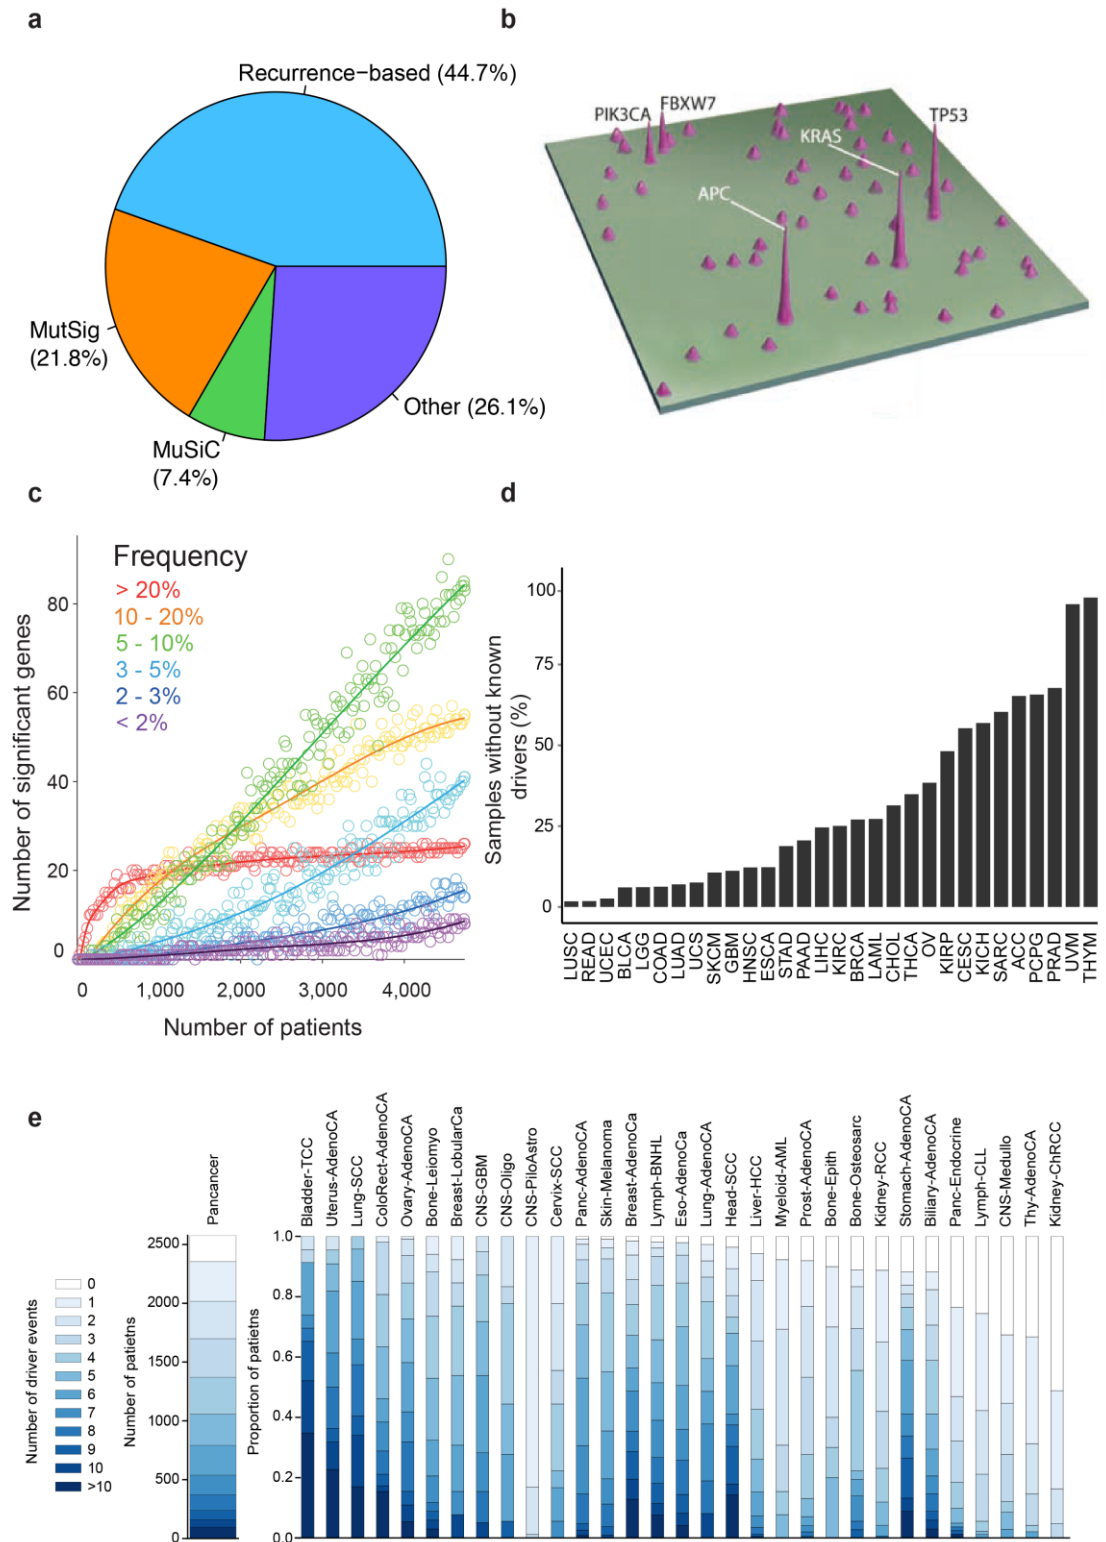 a
Recurrence−based (44.7%)
MutSig
(21.8%)
MuSiC
(7.4%)
Other (26.1%)
b
PIK3CA
FBXW7
TP53
KRAS
APC
c
Frequency
> 20%
10 - 20%
5 - 10%
3 - 5%
2 - 3%
< 2%
Number of significant genes
80
60
40
20
0
0 1,000 2,000 3,000 4,000
Number of patients
d
Samples without known
drivers (%)
100
75
50
25
0
LUSC
READ
UCEC
BLCA
LGG
COAD
LUAD
UCS
SKCM
GBM
HNSC
ESCA
STAD
PAAD
LIHC
KIRC
BRCA
LAML
CHOL
THCA
OV
KIRP
CESC
KICH
SARC
ACC
PCPG
PRAD
UVM
THYM
e
Number of driver events
0
1
2
3
4
5
6
7
8
9
10
>10
Number of patietns
Pancancer
2500
2000
1500
1000
500
0
Proportion of patietns
1.0
0.8
0.6
0.4
0.2
0.0
Bladder-TCC
Uterus-AdenoCA
Lung-SCC
ColoRect-AdenoCA
Ovary-AdenoCA
Bone-Leiomyo
Breast-LobularCa
CNS-GBM
CNS-Oligo
CNS-PiloAstro
Cervix-SCC
Panc-AdenoCA
Skin-Melanoma
Breast-AdenoCa
Lymph-BNHL
Eso-AdenoCa
Lung-AdenoCA
Head-SCC
Liver-HCC
Myeloid-AML
Prost-AdenoCA
Bone-Epith
Bone-Osteosarc
Kidney-RCC
Stomach-AdenoCA
Biliary-AdenoCA
Panc-Endocrine
Lymph-CLL
CNS-Medullo
Thy-AdenoCA
Kidney-ChRCC